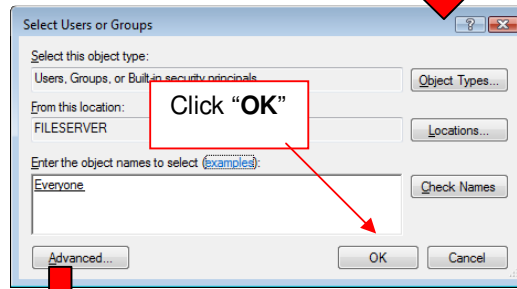 Select Users or Groups
Select this object type:
Users, Groups, or Built-in security principals
Object Types...
From this location:
Click “OK”
FILESERVER
Locations...
Enter the object names to select (examples):
Everyone
Check Names
Advanced...
OK
Cancel